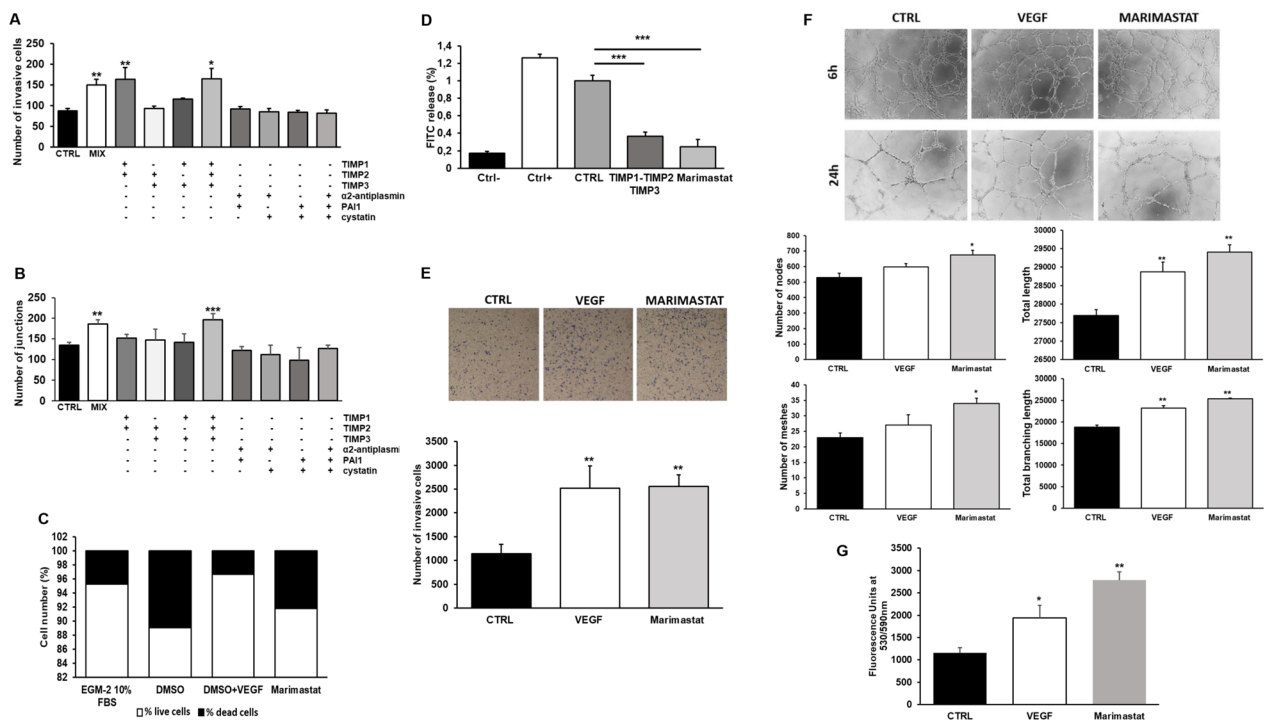 A
Number of invasive cells
250
200
150
100
50
0
** ** *
CTRL MIX
+ - + + - - - - TIMP1
+ + - + - - - - TIMP2
- + + + - - - - TIMP3
- - - - + + - + α2-antiplasmin
- - - - + - + + PAI1
- - - - - + + + cystatin
B
Number of junctions
250
200
150
100
50
0
** ***
CTRL MIX
+ - + + - - - - TIMP1
+ + - + - - - - TIMP2
- + + + - - - - TIMP3
- - - - + + - + α2-antiplasmi
- - - - + - + + PAI1
- - - - - + + + cystatin
C
Cell number (%)
102
100
98
96
94
92
90
88
86
84
82
EGM-2 10% FBS
DMSO
DMSO+VEGF
Marimastat
% live cells
% dead cells
D
FITC release (%)
1,4
1,2
1
0,8
0,6
0,4
0,2
0
***
***
Ctrl-
Ctrl+
CTRL
TIMP1-TIMP2
TIMP3
Marimastat
E
CTRL VEGF MARIMASTAT
Number of invasive cells
3500
3000
2500
2000
1500
1000
500
0
** **
CTRL VEGF Marimastat
F
CTRL VEGF MARIMASTAT
6h
24h
Number of nodes
800
700
600
500
400
300
200
100
0
*
CTRL VEGF Marimastat
Total length
30000
29500
29000
28500
28000
27500
27000
26500
** **
CTRL VEGF Marimastat
Number of meshes
40
35
30
25
20
15
10
5
0
*
CTRL VEGF Marimastat
Total branching length
30000
25000
20000
15000
10000
5000
0
** **
CTRL VEGF Marimastat
G
Fluorescence Units at
530/590nm
3500
3000
2500
2000
1500
1000
500
0
* **
CTRL VEGF Marimastat